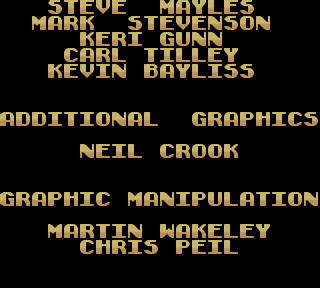 STEVE MAYLES
MARK STEVENSON
KERI GUNN
CARL TILLEY
KEVIN BAYLISS
ADDITIONAL GRAPHICS
NEIL CROOK
GRAPHIC MANIPULATION
MARTIN WAKELEY
CHRIS PEIL